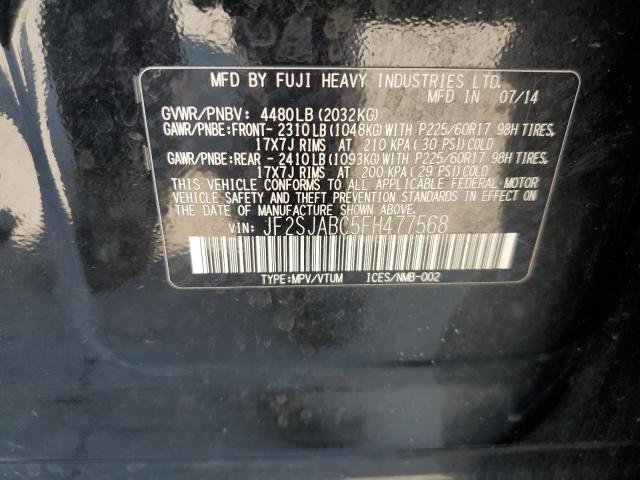 MFD BY FUJI HEAVY INDUSTRIES LTD.
MFD IN 07/14
GVWR/PNBV: 4480LB (2032KG)
GAWR/PNBE:FRONT- 2310LB (1048KG) WITH P225/60R17 98H TIRES,
17X7J RIMS AT 210 KPA ( 30 PSI) COLD
GAWR/PNBE:REAR - 2410LB (1093KG) WITH P225/60R17 98H TIRES,
17X7J RIMS AT 200 KPA ( 29 PSI) COLD
THIS VEHICLE CONFORMS TO ALL APPLICABLE FEDERAL MOTOR
VEHICLE SAFETY AND THEFT PREVENTION STANDARDS IN EFFECT ON
THE DATE OF MANUFACTURE SHOWN ABOVE.
VIN: JF2SJABC5FH477568
TYPE:MPV/VTUM ICES/NMB-002